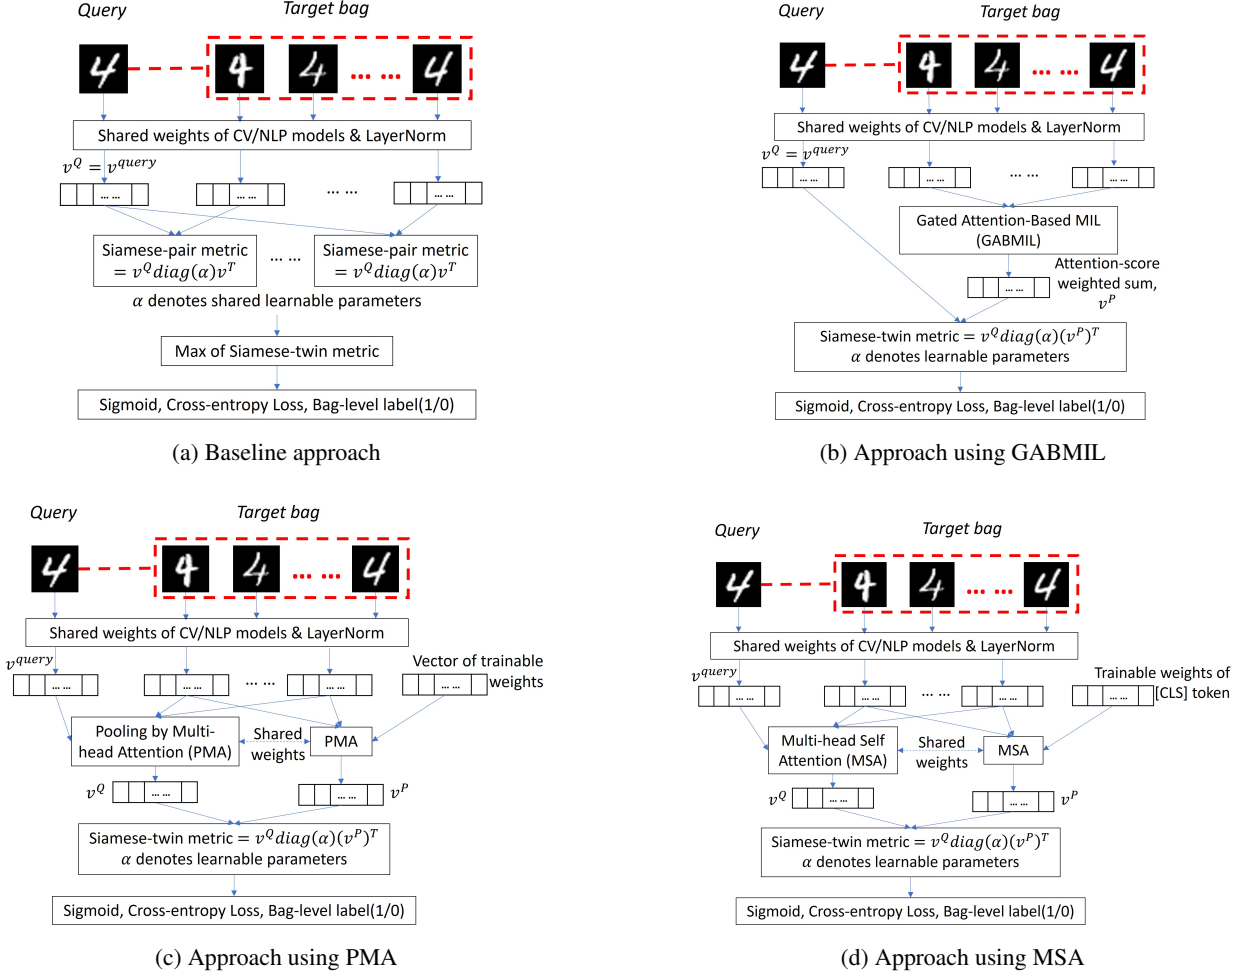 Query
Target bag
... ...
Shared weights of CV/NLP models & LayerNorm
v^Q = v^query
... ...
... ...
... ...
... ...
Siamese-pair metric
= v^Q diag(α)v^T
... ...
Siamese-pair metric
= v^Q diag(α)v^T
α denotes shared learnable parameters
Max of Siamese-twin metric
Sigmoid, Cross-entropy Loss, Bag-level label(1/0)
(a) Baseline approach
Query
Target bag
... ...
Shared weights of CV/NLP models & LayerNorm
v^Q = v^query
... ...
... ...
... ...
... ...
Gated Attention-Based MIL
(GABMIL)
... ...
Attention-score
weighted sum,
v^P
Siamese-twin metric = v^Q diag(α)(v^P)^T
α denotes learnable parameters
Sigmoid, Cross-entropy Loss, Bag-level label(1/0)
(b) Approach using GABMIL
Query
Target bag
4
4
4
... ...
4
Shared weights of CV/NLP models & LayerNorm
v^query
... ...
... ...
... ...
... ...
Vector of trainable
weights
... ...
Pooling by Multi-
head Attention (PMA)
Shared
weights
PMA
v^Q
... ...
... ...
v^P
Siamese-twin metric = v^Q diag(α)(v^P)^T
α denotes learnable parameters
Sigmoid, Cross-entropy Loss, Bag-level label(1/0)
(c) Approach using PMA
Query
Target bag
4
4
4
... ...
4
Shared weights of CV/NLP models & LayerNorm
v^query
... ...
... ...
... ...
... ...
Trainable weights of
[CLS] token
... ...
Multi-head Self
Attention (MSA)
Shared
weights
MSA
v^Q
... ...
... ...
v^P
Siamese-twin metric = v^Q diag(α)(v^P)^T
α denotes learnable parameters
Sigmoid, Cross-entropy Loss, Bag-level label(1/0)
(d) Approach using MSA